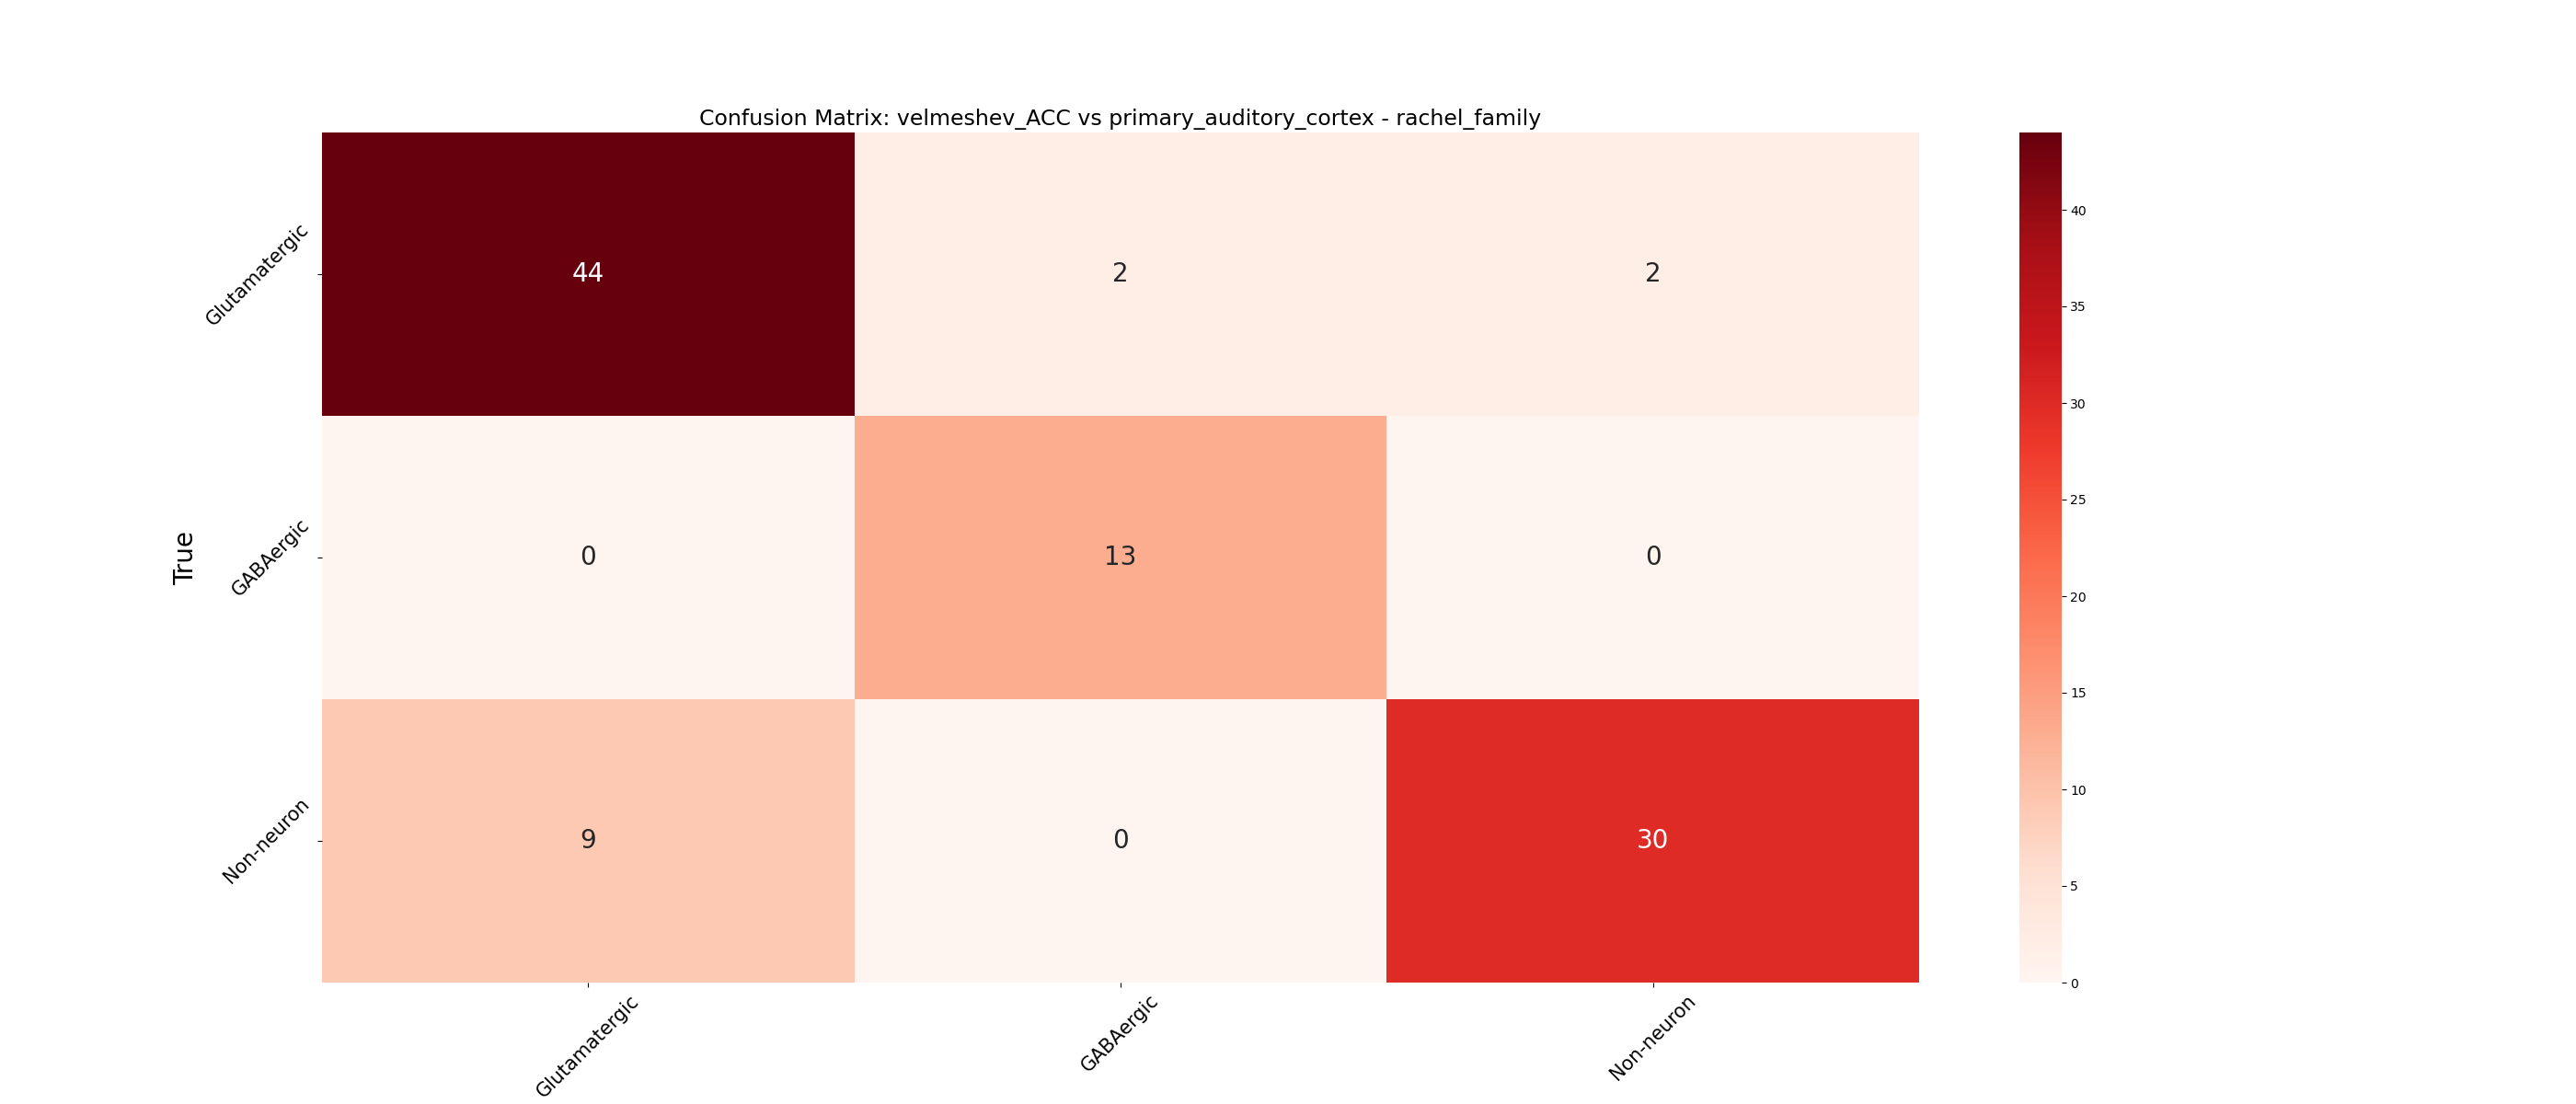 Confusion Matrix: velmeshev_ACC vs primary_auditory_cortex - rachel_family
Glutamatergic
44
2
2
40
35
30
25
20
15
10
5
0
True
GABAergic
0
13
0
Non-neuron
9
0
30
Glutamatergic
GABAergic
Non-neuron